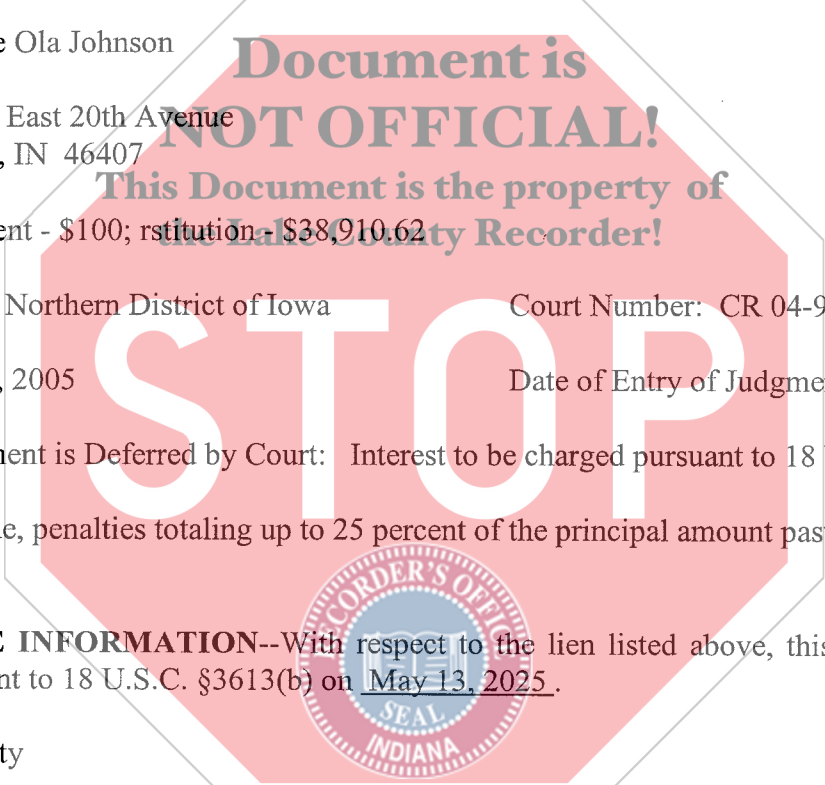 e Ola Johnson
Document is
East 20th Avenue
NOT OFFICIAL!
, IN 46407
This Document is the property of
ent - $100; rstitution - $38,910.62
the Lake County Recorder!
Northern District of Iowa Court Number: CR 04-9
, 2005 Date of Entry of Judgme
STOP
ent is Deferred by Court: Interest to be charged pursuant to 18
e, penalties totaling up to 25 percent of the principal amount pas
RECORDER'S OFFICE
E INFORMATION--With respect to the lien listed above, this
nt to 18 U.S.C. §3613(b) on May 13, 2025.
SEAL
INDIANA
ty